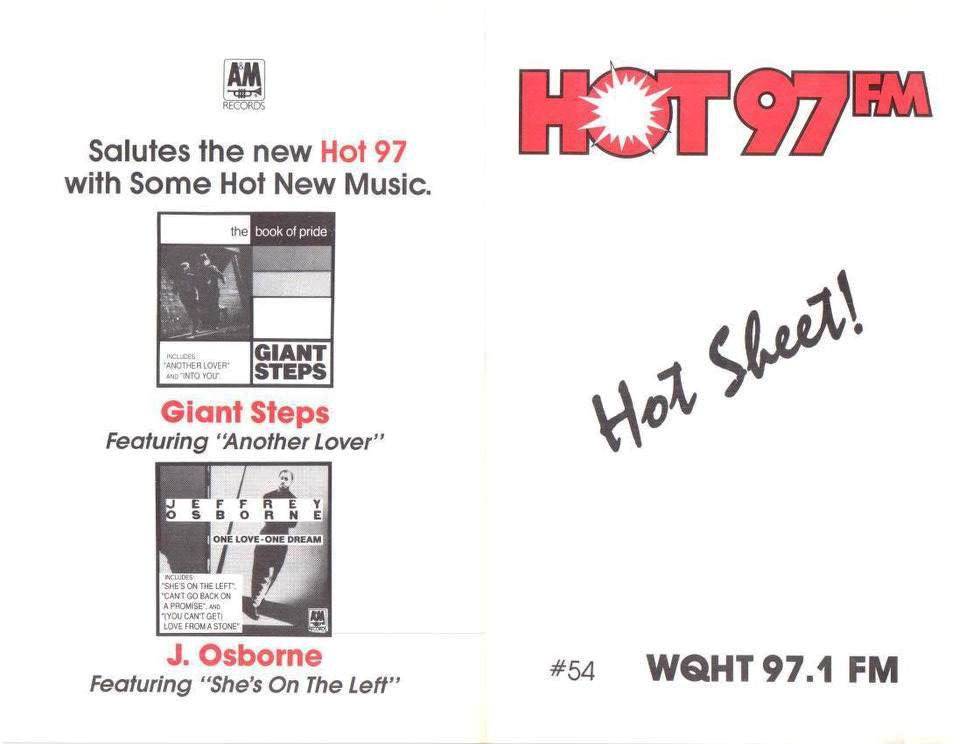 A&M
RECORDS
Salutes the new Hot 97
with Some Hot New Music.
the book of pride
INCLUDES:
"ANOTHER LOVER"
AND "INTO YOU".
GIANT
STEPS
Giant Steps
Featuring "Another Lover"
JEFFREY
OSBORNE
ONE LOVE-ONE DREAM
INCLUDES:
"SHE'S ON THE LEFT",
"CAN'T GO BACK ON
A PROMISE", AND
"(YOU CAN'T GET)
LOVE FROM A STONE"
A&M
RECORDS
J. Osborne
Featuring "She's On The Left"
HOT 97 FM
Hot Sheet!
#54 WQHT 97.1 FM